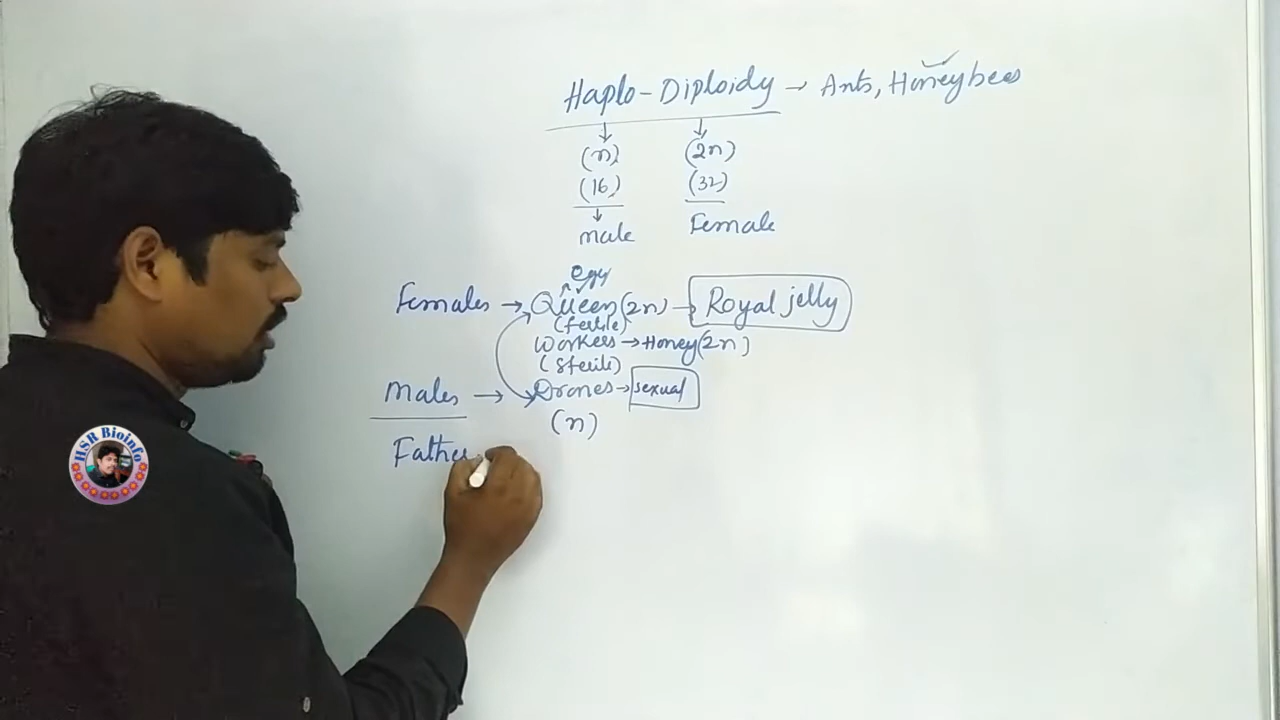 Haplo-Diploidy → Ants, Honeybees
(n) (2n)
(16) (32)
male Female
egg
Females → Queen (2n) → Royal jelly
(fertile)
Workers → Honey (2n)
(Sterile)
Males → Drones → sexual
(n)
Father
HSR Bioinfo